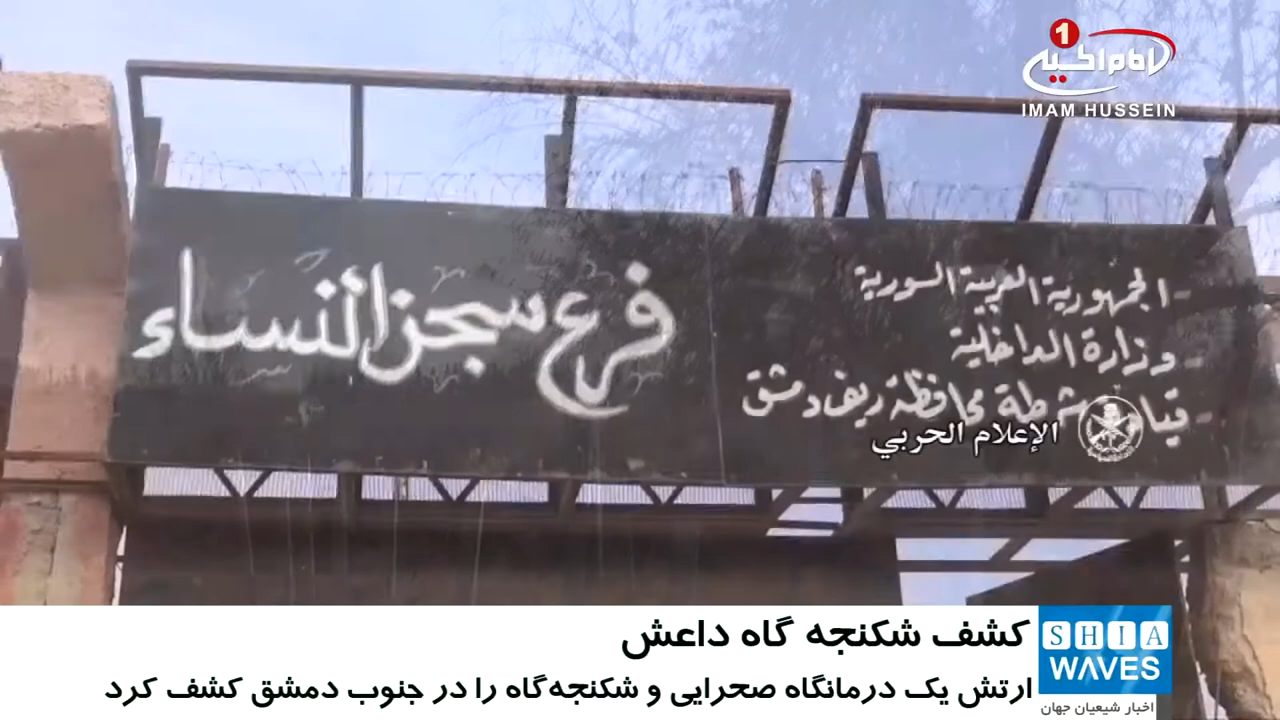 1
امام حسین
IMAM HUSSEIN
- الجمهورية العربية السورية
- وزارة الداخلية
- شرطة محافظة ريف دمشق
فرع سجن النساء
الإعلام الحربي
کشف شکنجه گاه داعش
ارتش یک درمانگاه صحرایی و شکنجه‌گاه را در جنوب دمشق کشف کرد
SHIA
WAVES
اخبار شیعیان جهان